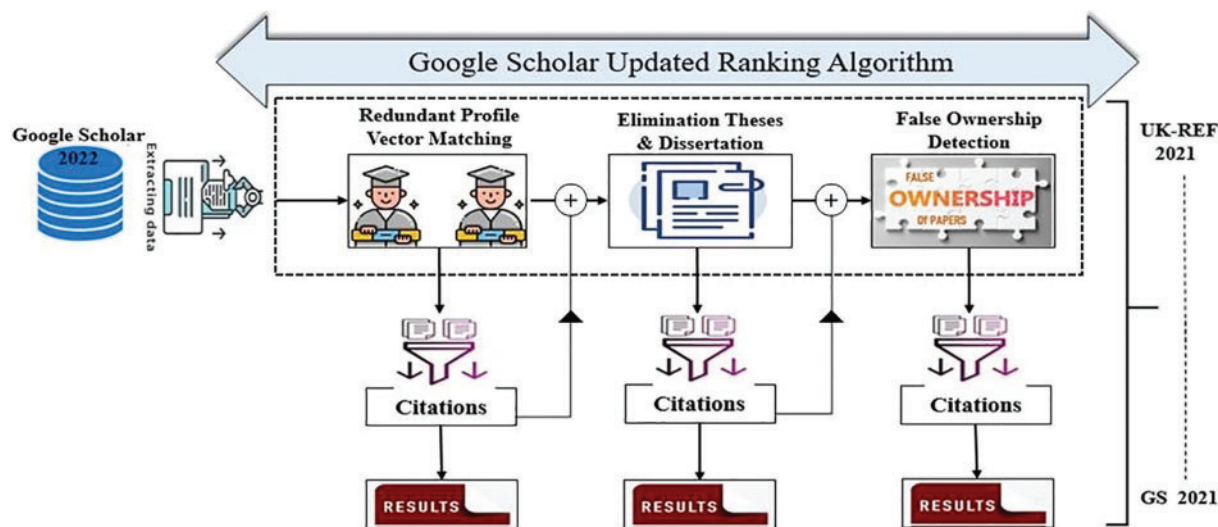 Google Scholar Updated Ranking Algorithm
Google Scholar
2022
Extracting data
Redundant Profile
Vector Matching
Elimination Theses
& Dissertation
False Ownership
Detection
FALSE
OWNERSHIP
Of PAPERS
UK-REF
2021
Citations
Citations
Citations
RESULTS
RESULTS
RESULTS
GS 2021